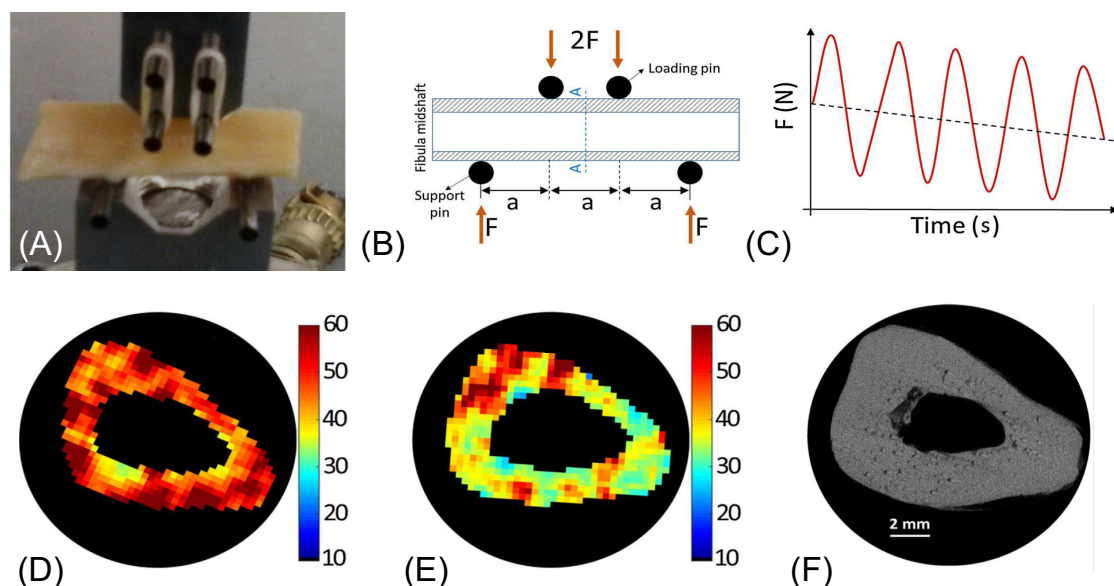 (A)
2F
A
Loading pin
Fibula midshaft
A
Support
pin
a
a
a
F
F
(B)
F (N)
Time (s)
(C)
60
50
40
30
20
10
(D)
60
50
40
30
20
10
(E)
2 mm
(F)